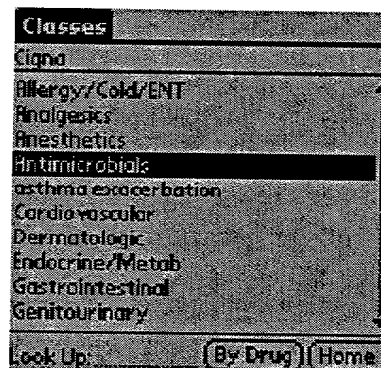 Classes
Cigna
Allergy/Cold/ENT
Analgesics
Anesthetics
Antimicrobials
asthma exacerbation
Cardiovascular
Dermatologic
Endocrine/Metab
Gastrointestinal
Genitourinary
Look Up: By Drug Home